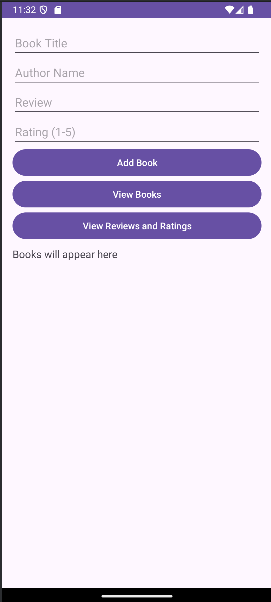 11:32
Book Title
Author Name
Review
Rating (1-5)
Add Book
View Books
View Reviews and Ratings
Books will appear here